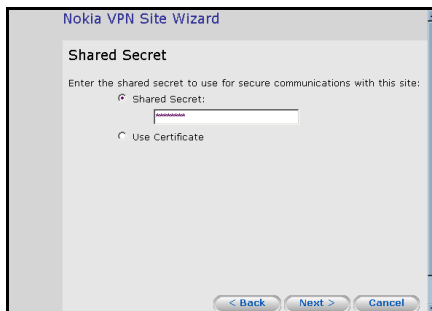 Nokia VPN Site Wizard
Shared Secret
Enter the shared secret to use for secure communications with this site:
Shared Secret:
*********
Use Certificate
< Back Next > Cancel